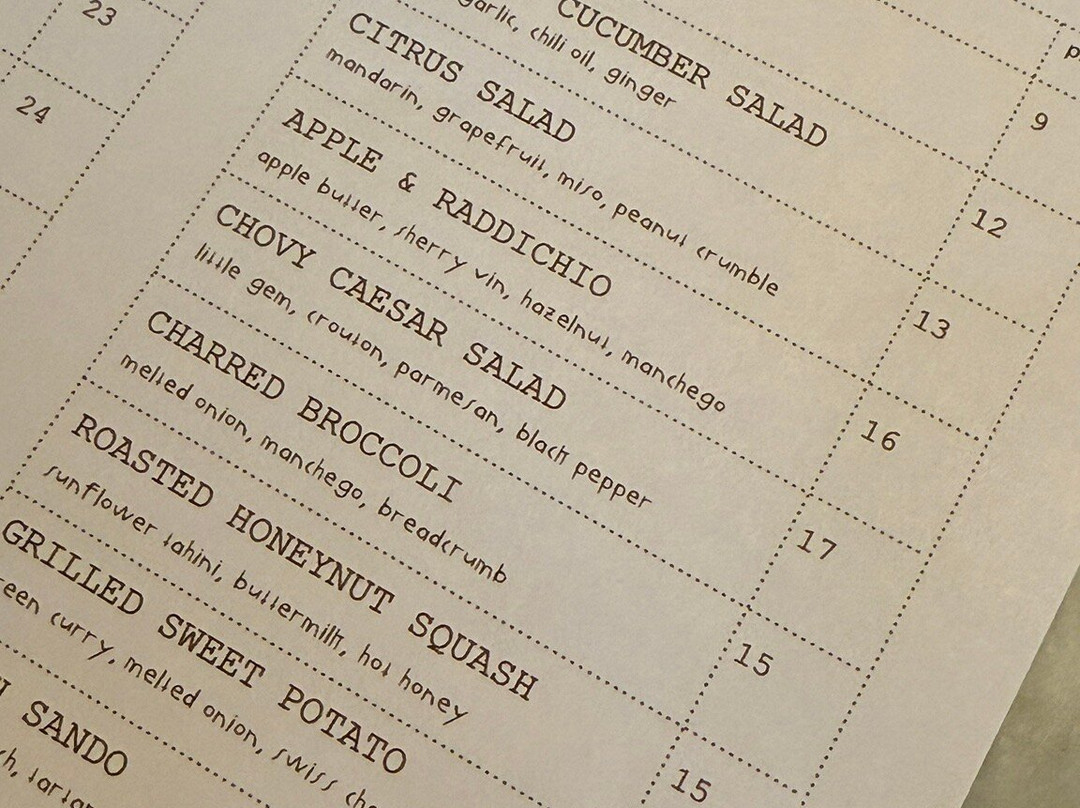 23
24
9
CUCUMBER SALAD 12
garlic, chili oil, ginger
CITRUS SALAD 13
mandarin, grapefruit, miso, peanut crumble
APPLE & RADDICHIO 16
apple butter, sherry vin, hazelnut, manchego
CHOVY CAESAR SALAD 17
little gem, crouton, parmesan, black pepper
CHARRED BROCCOLI 15
melted onion, manchego, breadcrumb
ROASTED HONEYNUT SQUASH 15
sunflower tahini, buttermilk, hot honey
GRILLED SWEET POTATO
curry, melted onion, swiss
SANDO